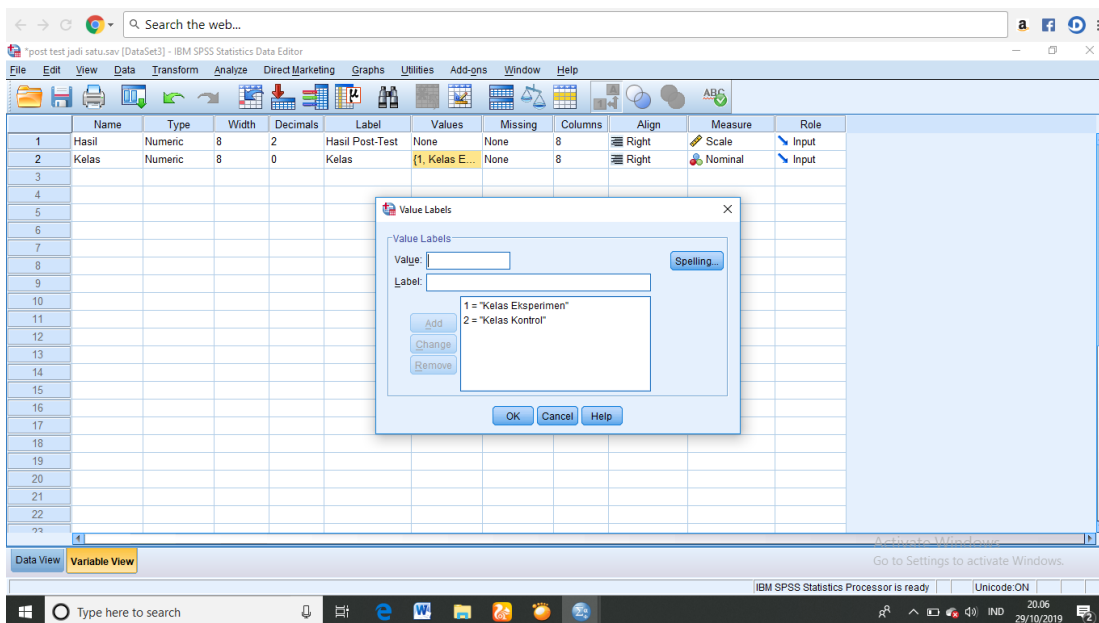 Search the web...
*post test jadi satu.sav [DataSet3] - IBM SPSS Statistics Data Editor
File Edit View Data Transform Analyze Direct Marketing Graphs Utilities Add-ons Window Help
Name Type Width Decimals Label Values Missing Columns Align Measure Role
1 Hasil Numeric 8 2 Hasil Post-Test None None 8 Right Scale Input
2 Kelas Numeric 8 0 Kelas {1, Kelas E... None 8 Right Nominal Input
3
4
5
6
7
8
9
10
11
12
13
14
15
16
17
18
19
20
21
22
23
Value Labels
Value Labels
Value:
Spelling...
Label:
1 = "Kelas Eksperimen"
2 = "Kelas Kontrol"
Add
Change
Remove
OK Cancel Help
Activate Windows
Go to Settings to activate Windows.
Data View Variable View
IBM SPSS Statistics Processor is ready Unicode:ON
Type here to search
IND
20.06
29/10/2019
2